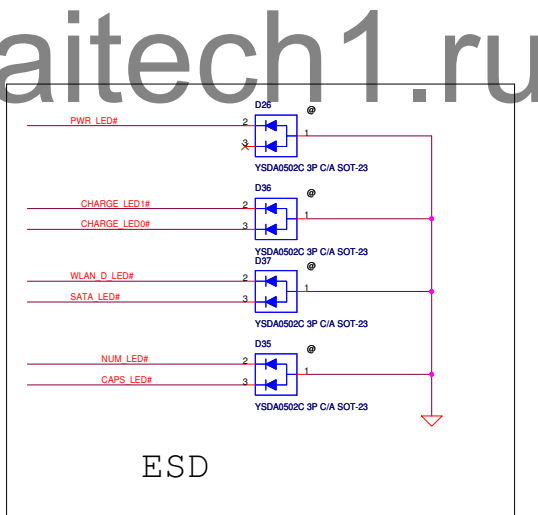 aitech1.ru
D26
@
PWR_LED#
2
1
3
YSDA0502C 3P C/A SOT-23
D36
@
CHARGE_LED1#
2
1
CHARGE_LED0#
3
YSDA0502C 3P C/A SOT-23
D37
@
WLAN_D_LED#
2
1
SATA_LED#
3
YSDA0502C 3P C/A SOT-23
D35
@
NUM_LED#
2
1
CAPS_LED#
3
YSDA0502C 3P C/A SOT-23
ESD